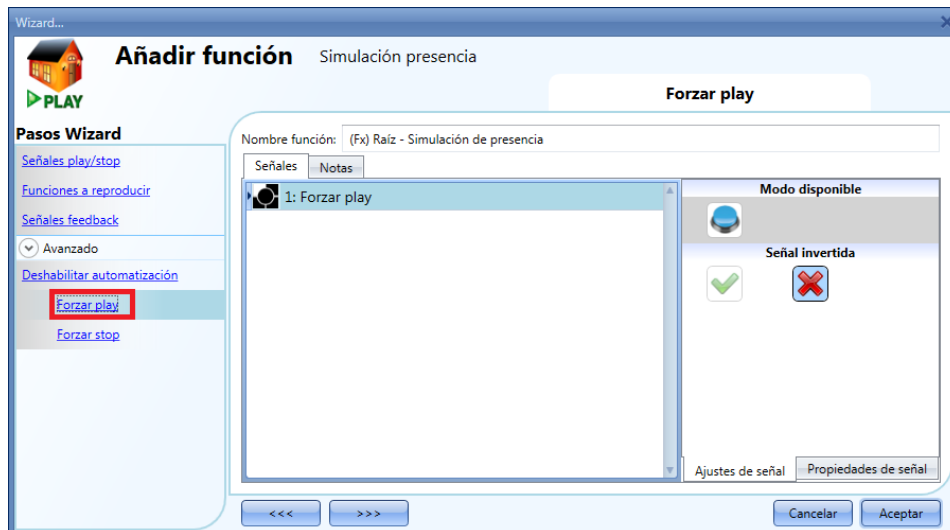 Wizard...
Añadir función Simulación presencia
PLAY
Forzar play
Pasos Wizard
Señales play/stop
Funciones a reproducir
Señales feedback
Avanzado
Deshabilitar automatización
Forzar play
Forzar stop
Nombre función: (Fx) Raíz - Simulación de presencia
Señales Notas
1: Forzar play
Modo disponible
Señal invertida
Ajustes de señal Propiedades de señal
<<< >>> Cancelar Aceptar